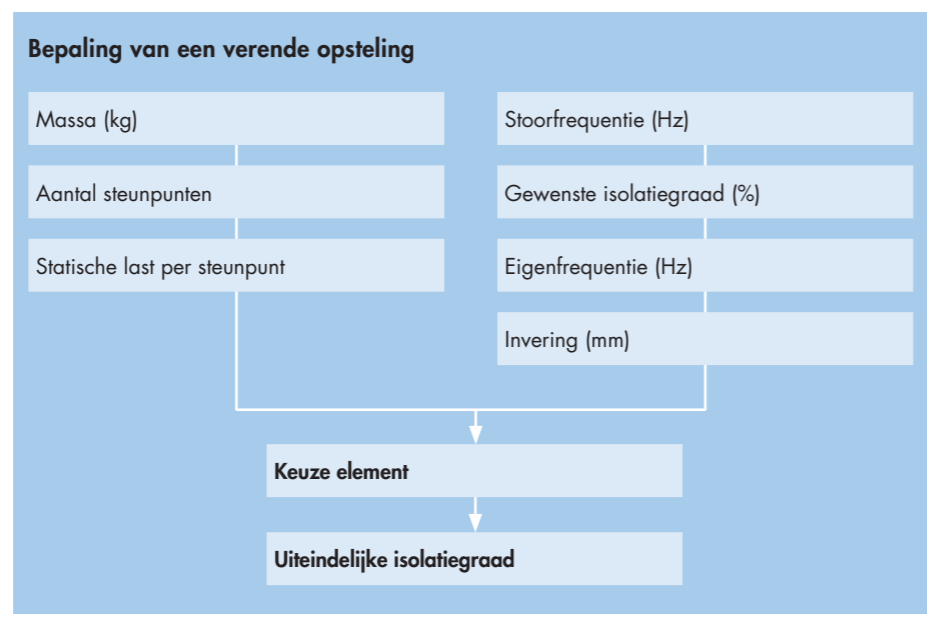 Bepaling van een verende opsteling
Massa (kg)
Aantal steunpunten
Statische last per steunpunt
Stoorfrequentie (Hz)
Gewenste isolatiegraad (%)
Eigenfrequentie (Hz)
Invering (mm)
Keuze element
Uiteindelijke isolatiegraad